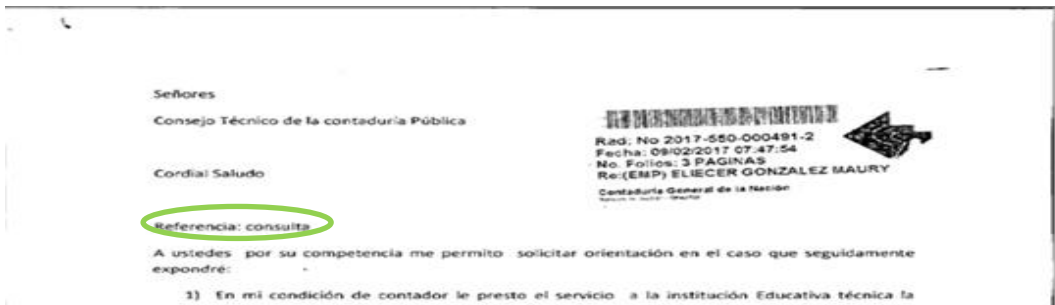 Señores
Consejo Técnico de la contaduría Pública
Rad: No 2017-550-000491-2
Fecha: 09/02/2017 07:47:54
No. Folios: 3 PAGINAS
Re:(EMP) ELIECER GONZALEZ MAURY
Contaduría General de la Nación
Cordial Saludo
Referencia: consulta
A ustedes por su competencia me permito solicitar orientación en el caso que seguidamente
expondré:
1) En mi condición de contador le presto el servicio a la institución Educativa técnica la